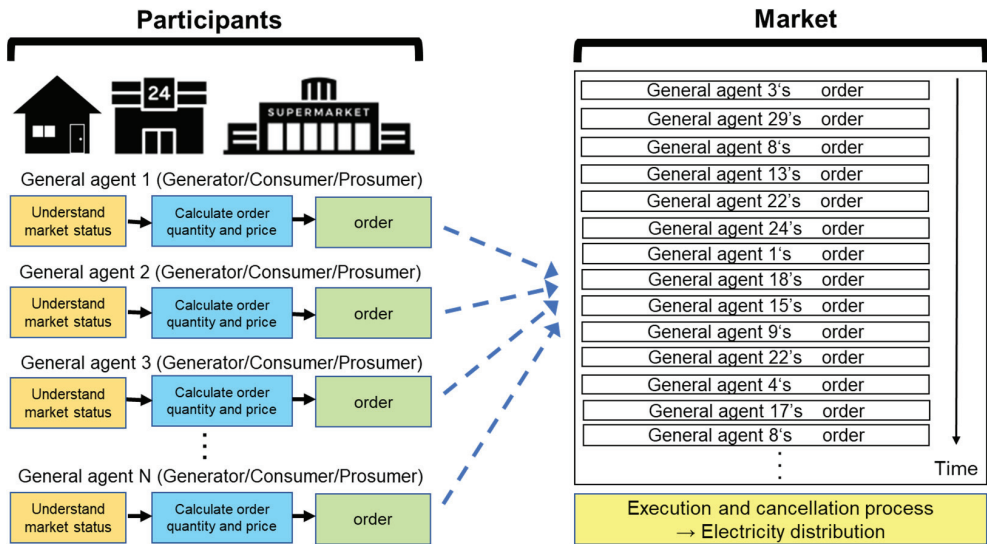 Participants
Market
24
SUPERMARKET
General agent 1 (Generator/Consumer/Prosumer)
Understand
market status
Calculate order
quantity and price
order
General agent 2 (Generator/Consumer/Prosumer)
Understand
market status
Calculate order
quantity and price
order
General agent 3 (Generator/Consumer/Prosumer)
Understand
market status
Calculate order
quantity and price
order
General agent N (Generator/Consumer/Prosumer)
Understand
market status
Calculate order
quantity and price
order
General agent 3‘s order
General agent 29’s order
General agent 8‘s order
General agent 13’s order
General agent 22’s order
General agent 24’s order
General agent 1‘s order
General agent 18’s order
General agent 15’s order
General agent 9‘s order
General agent 22’s order
General agent 4‘s order
General agent 17’s order
General agent 8‘s order
Time
Execution and cancellation process
→ Electricity distribution